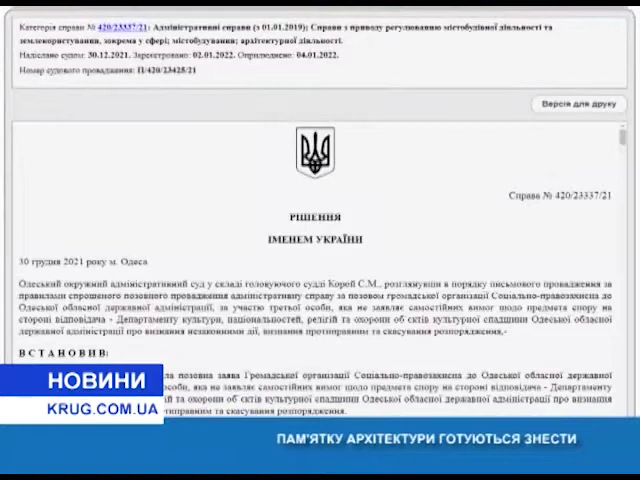 Категорія справи № 420/23337/21: Адміністративні справи (з 01.01.2019); Справи з приводу регулюванню містобудівної діяльності та
землекористування, зокрема у сфері; містобудування; архітектурної діяльності.
Надіслано судом: 30.12.2021. Зареєстровано: 02.01.2022. Оприлюднено: 04.01.2022.
Номер судового провадження: П/420/23425/21
Версія для друку
Справа № 420/23337/21
РІШЕННЯ
ІМЕНЕМ УКРАЇНИ
30 грудня 2021 року м. Одеса
Одеський окружний адміністративний суд у складі головуючого судді Корой С.М., розглянувши в порядку письмового провадження за
правилами спрощеного позовного провадження адміністративну справу за позовом громадської організації Соціально-правозахисна до
Одеської обласної державної адміністрації, за участю третьої особи, яка не заявляє самостійних вимог щодо предмета спору на
стороні відповідача - Департаменту культури, національностей, релігій та охорони об єктів культурної спадщини Одеської обласної
державної адміністрації про визнання незаконними дії, визнання протиправним та скасування розпорядження,-
ВСТАНОВИВ:
ла позовна заява Громадської організації Соціально-правозахисна до Одеської обласної державної
особи, яка не заявляє самостійних вимог щодо предмета спору на стороні відповідача - Департаменту
гій та охорони об єктів культурної спадщини Одеської обласної державної адміністрації про визнання
отиправним та скасування розпорядження.
НОВИНИ
KRUG.COM.UA
ПАМ'ЯТКУ АРХІТЕКТУРИ ГОТУЮТЬСЯ ЗНЕСТИ